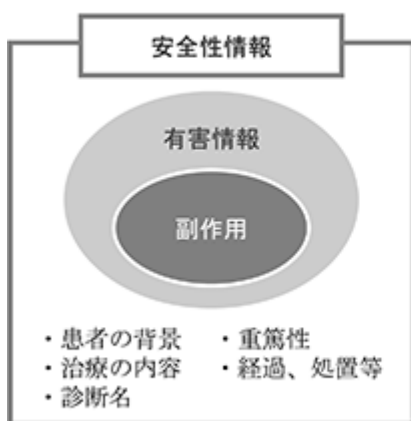 安全性情報
有害情報
副作用
・患者の背景　・重篤性
・治療の内容　・経過、処置等
・診断名